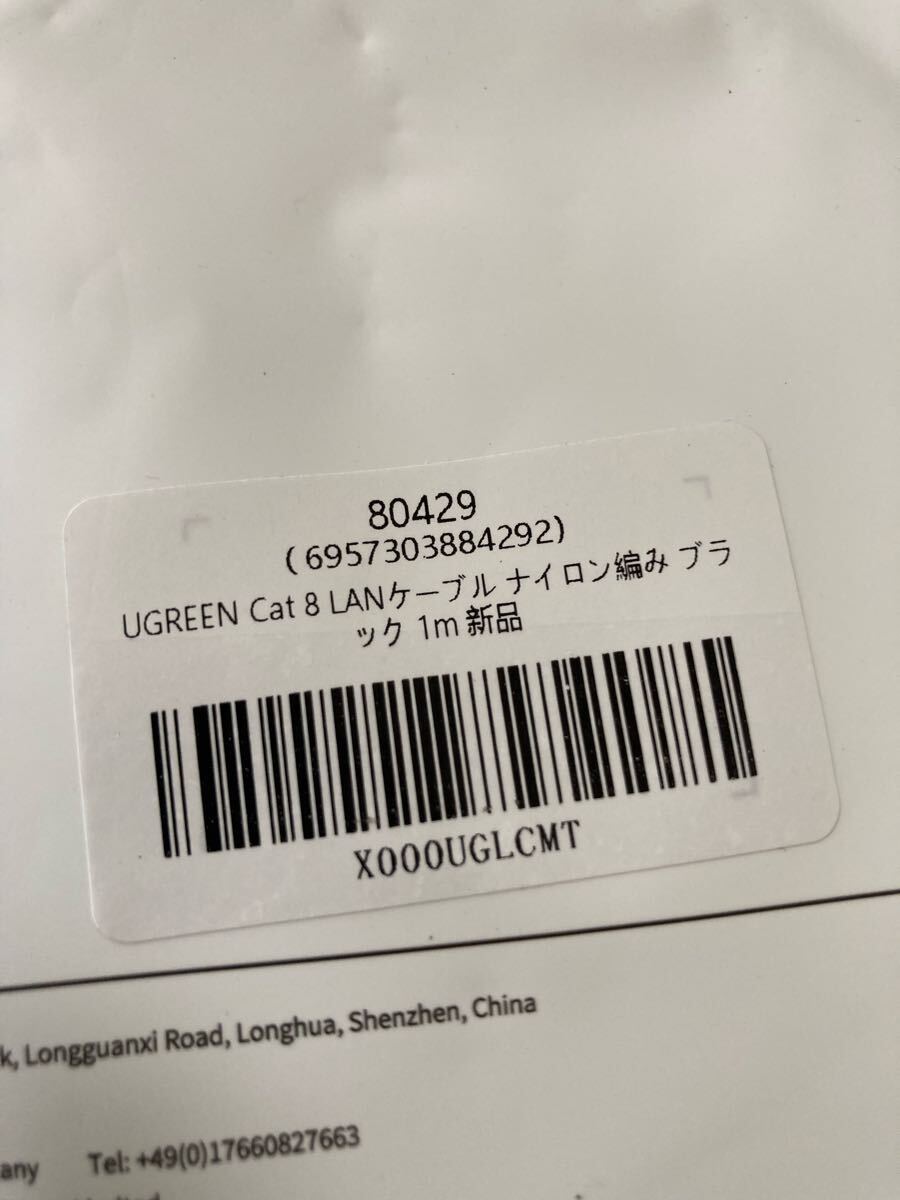 80429
(6957303884292)
UGREEN Cat 8 LANケーブル ナイロン編み ブラ
ック 1m 新品
X000UGLCMT
Longguanxi Road, Longhua, Shenzhen, China
Tel: +49(0)17660827663